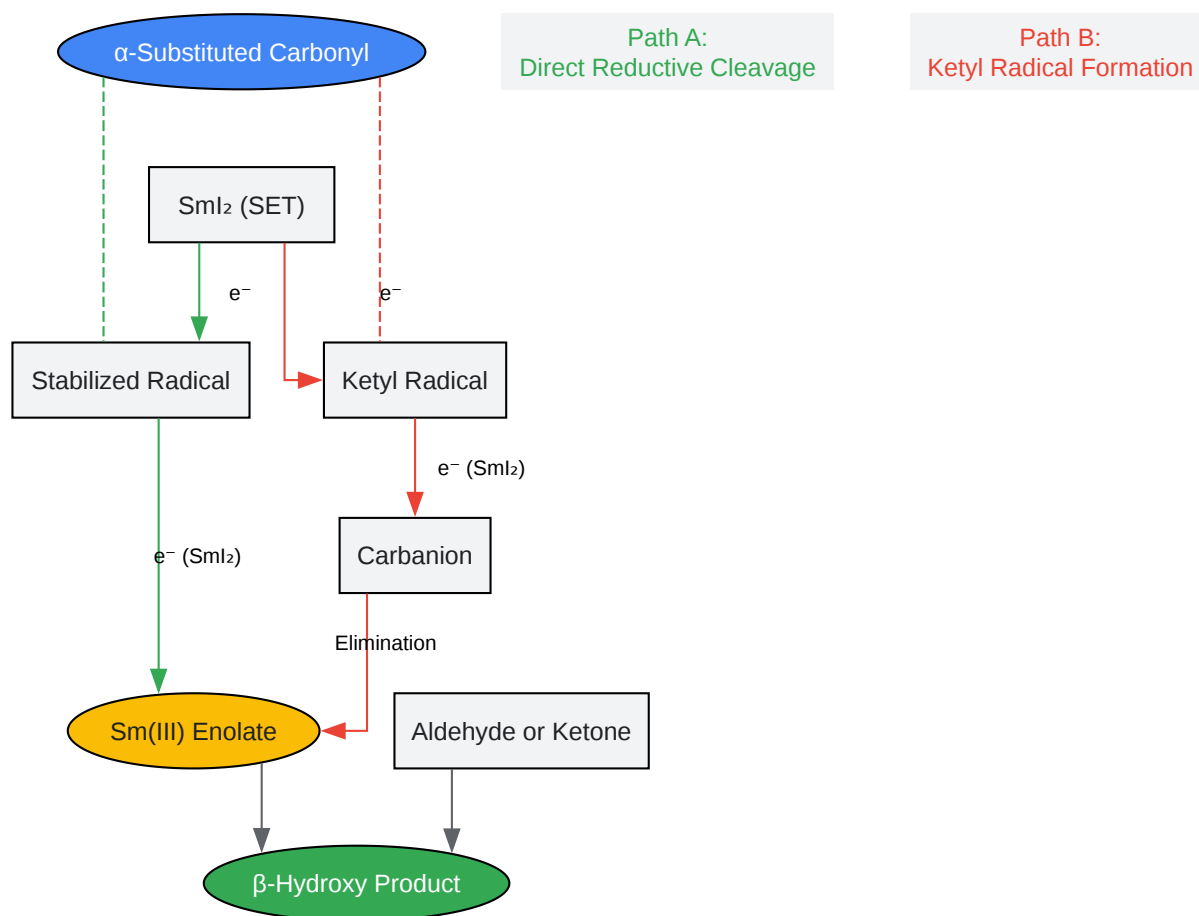 α-Substituted Carbonyl
Path A:
Direct Reductive Cleavage
Path B:
Ketyl Radical Formation
SmI₂ (SET)
e⁻
e⁻
Stabilized Radical
Ketyl Radical
e⁻ (SmI₂)
Carbanion
e⁻ (SmI₂)
Elimination
Sm(III) Enolate
Aldehyde or Ketone
β-Hydroxy Product